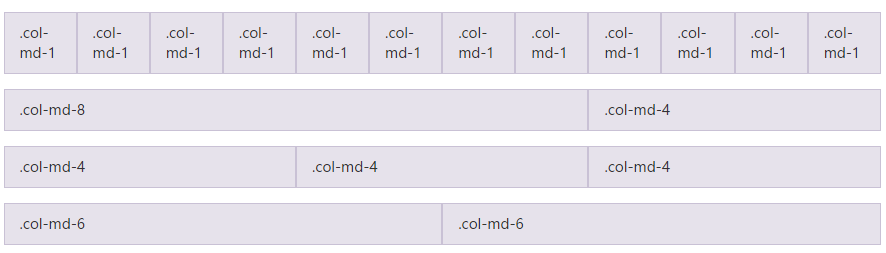 .col- .col- .col- .col- .col- .col- .col- .col- .col- .col- .col- .col-
md-1 md-1 md-1 md-1 md-1 md-1 md-1 md-1 md-1 md-1 md-1 md-1
.col-md-8 .col-md-4
.col-md-4 .col-md-4 .col-md-4
.col-md-6 .col-md-6